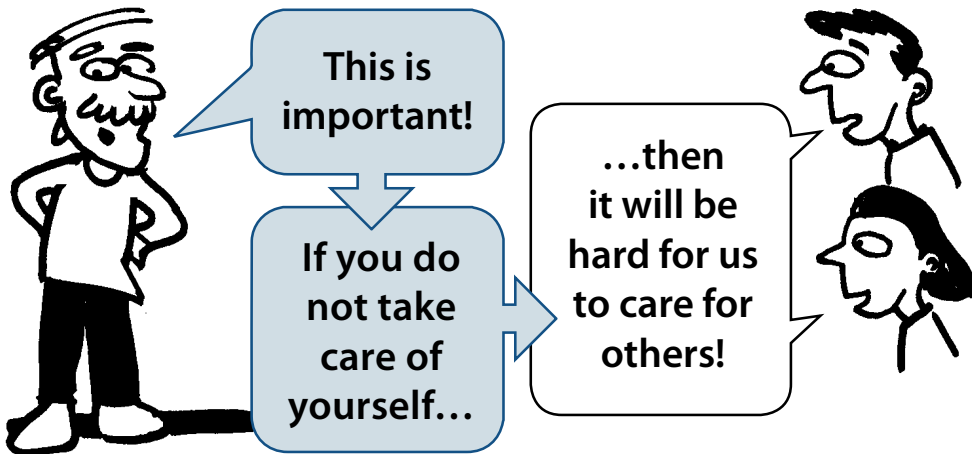 This is
important!
If you do
not take
care of
yourself…
…then
it will be
hard for us
to care for
others!